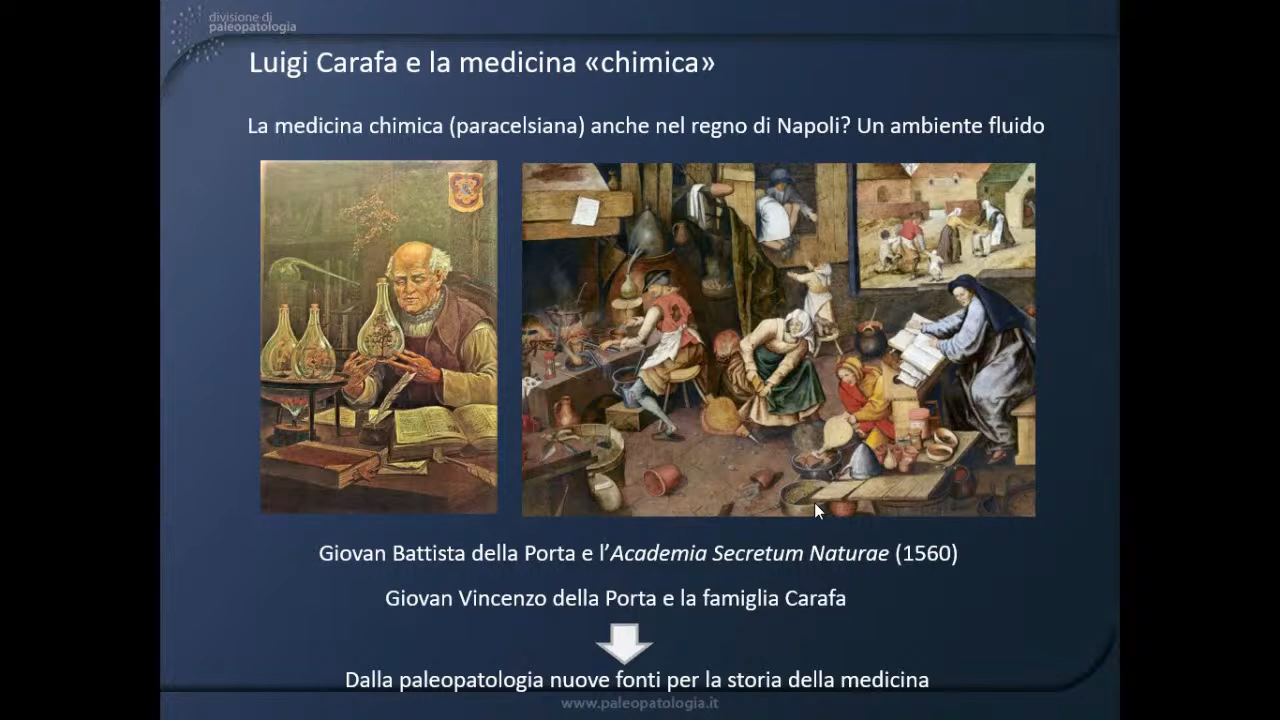 divisione di
paleopatologia
Luigi Carafa e la medicina «chimica»
La medicina chimica (paracelsiana) anche nel regno di Napoli? Un ambiente fluido
Giovan Battista della Porta e l’Academia Secretum Naturae (1560)
Giovan Vincenzo della Porta e la famiglia Carafa
Dalla paleopatologia nuove fonti per la storia della medicina
www.paleopatologia.it